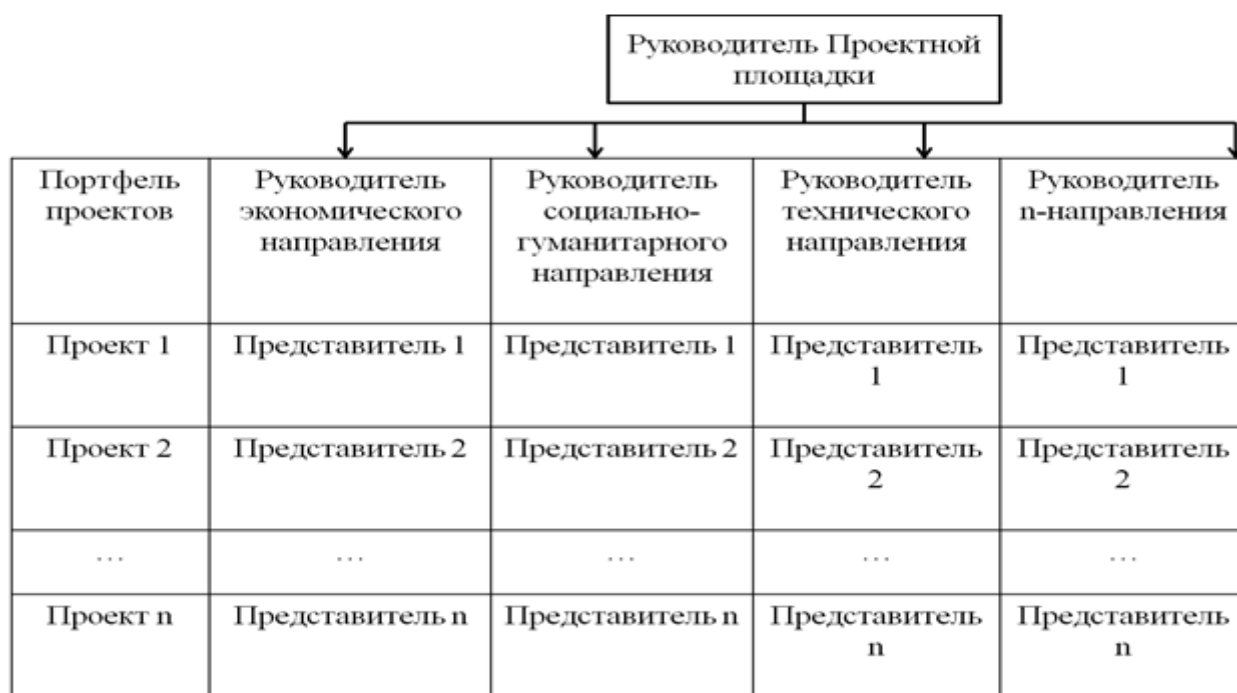 Руководитель Проектной
площадки
Портфель
проектов
Руководитель
экономического
направления
Руководитель
социально-
гуманитарного
направления
Руководитель
технического
направления
Руководитель
n-направления
Проект 1
Представитель 1
Представитель 1
Представитель
1
Представитель
1
Проект 2
Представитель 2
Представитель 2
Представитель
2
Представитель
2
...
...
...
...
...
Проект n
Представитель n
Представитель n
Представитель
n
Представитель
n